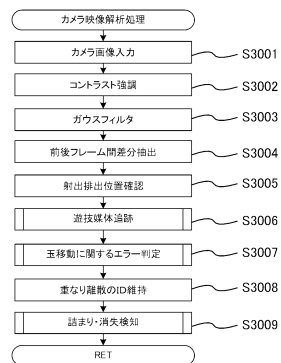 カメラ映像解析処理
カメラ画像入力
S3001
コントラスト強調
S3002
ガウスフィルタ
S3003
前後フレーム間差分抽出
S3004
射出排出位置確認
S3005
遊技媒体追跡
S3006
玉移動に関するエラー判定
S3007
重なり離散のID維持
S3008
詰まり・消失検知
S3009
RET